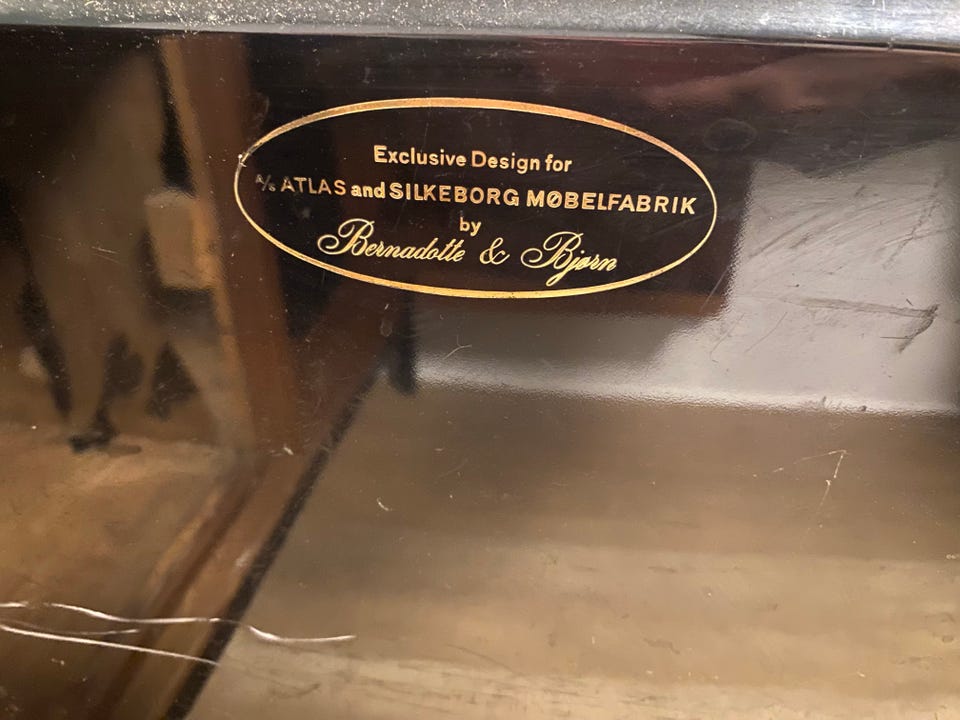 Exclusive Design for
A/S ATLAS and SILKEBORG MØBELFABRIK
by
Bernadotte & Bjørn